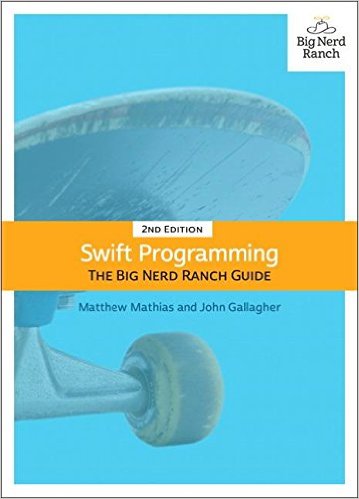 Big Nerd
Ranch
2ND EDITION
Swift Programming
THE BIG NERD RANCH GUIDE
Matthew Mathias and John Gallagher